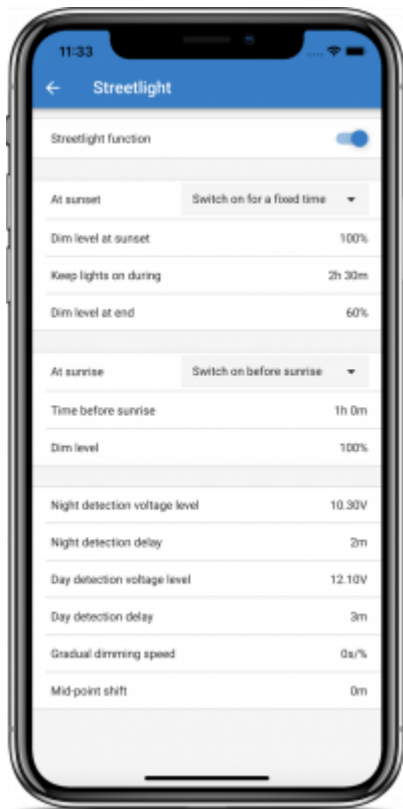 11:33
Streetlight
Streetlight function
At sunset Switch on for a fixed time
Dim level at sunset 100%
Keep lights on during 2h 30m
Dim level at end 60%
At sunrise Switch on before sunrise
Time before sunrise 1h 0m
Dim level 100%
Night detection voltage level 10.30V
Night detection delay 2m
Day detection voltage level 12.10V
Day detection delay 3m
Gradual dimming speed 0s/%
Mid-point shift 0m